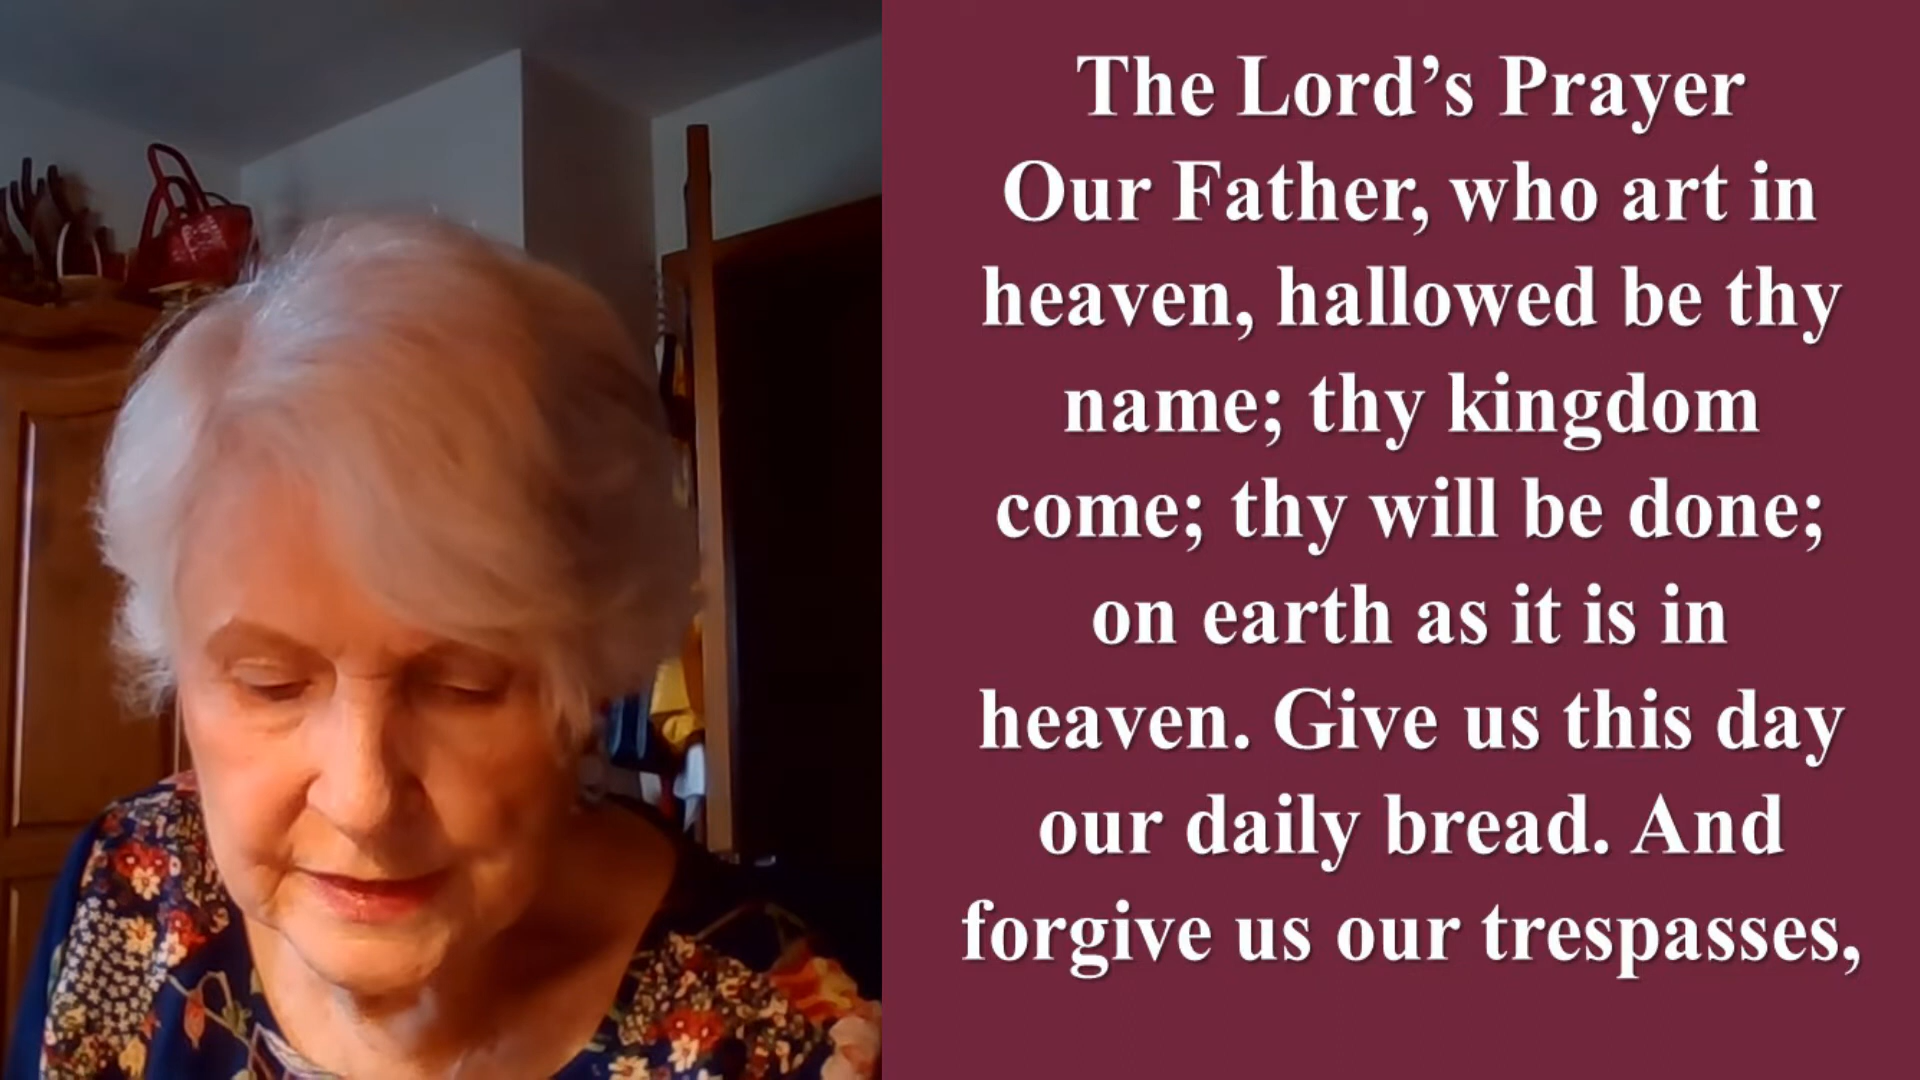 The Lord’s Prayer
Our Father, who art in
heaven, hallowed be thy
name; thy kingdom
come; thy will be done;
on earth as it is in
heaven. Give us this day
our daily bread. And
forgive us our trespasses,